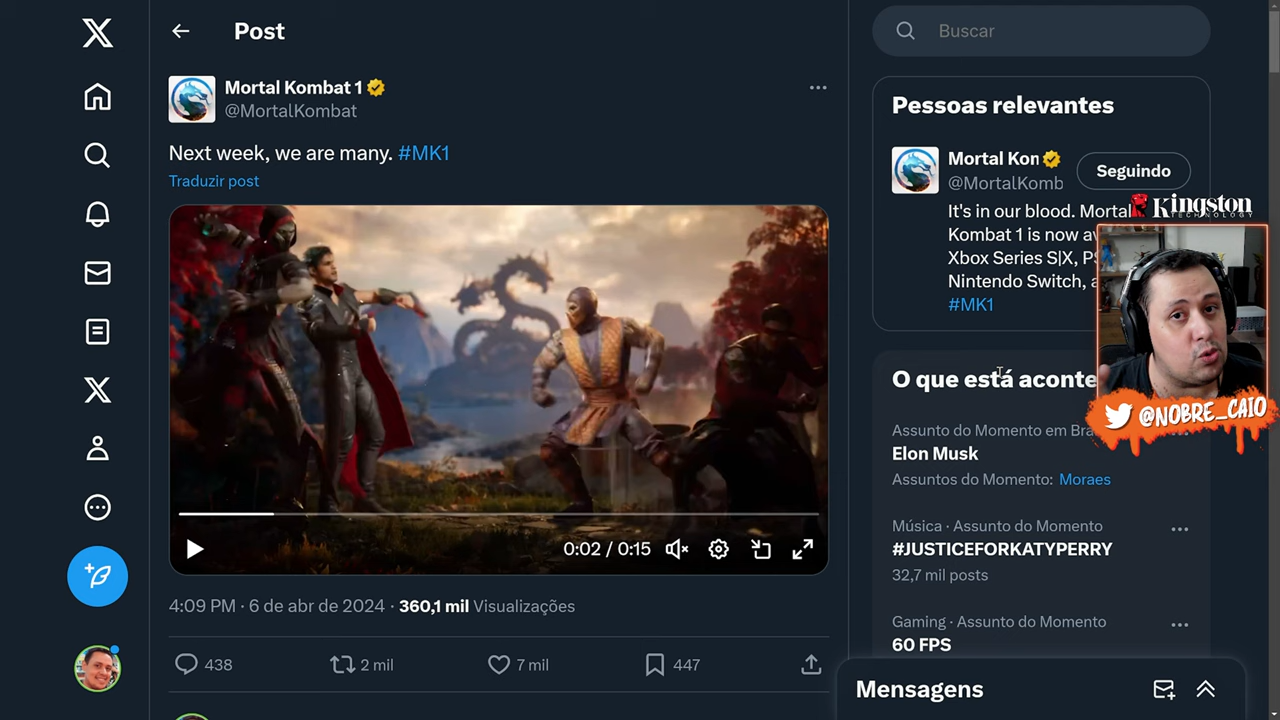 Post
Mortal Kombat 1
@MortalKombat
Next week, we are many. #MK1
Traduzir post
0:02 / 0:15
4:09 PM · 6 de abr de 2024 · 360,1 mil Visualizações
438
2 mil
7 mil
447
Buscar
Pessoas relevantes
Mortal Kon
@MortalKomb
Seguindo
It's in our blood. Mortal
Kombat 1 is now av
Xbox Series S|X, PS
Nintendo Switch, a
#MK1
Kingston
TECHNOLOGY
@NOBRE_CAIO
O que está aconte
Assunto do Momento em Bra
Elon Musk
Assuntos do Momento: Moraes
Música · Assunto do Momento
#JUSTICEFORKATYPERRY
32,7 mil posts
Gaming · Assunto do Momento
60 FPS
Mensagens